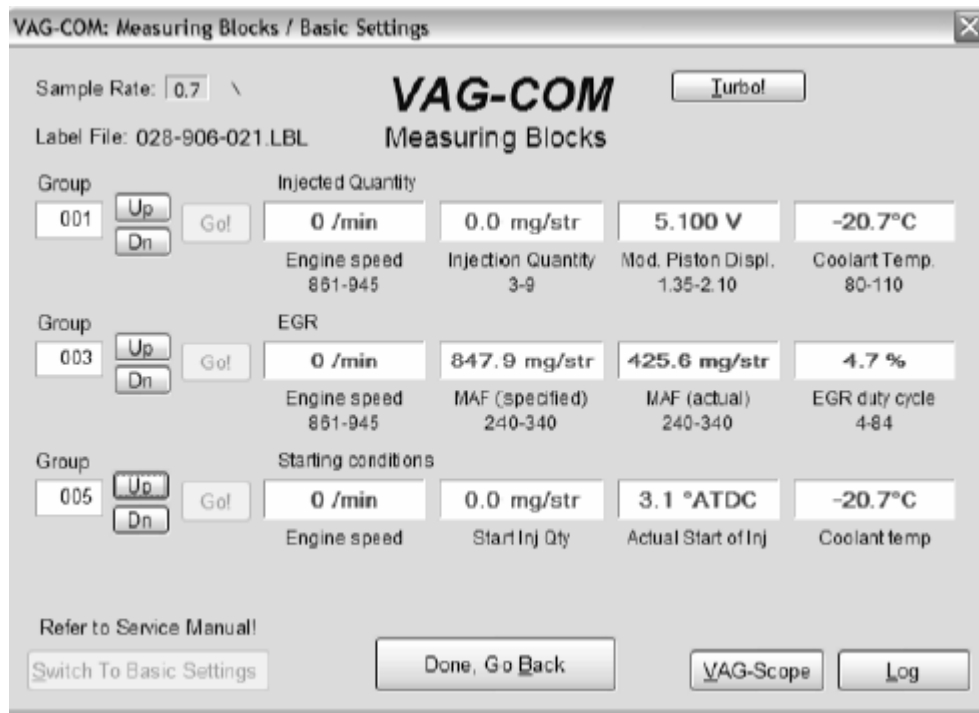 VAG-COM: Measuring Blocks / Basic Settings
Sample Rate: 0.7 \
VAG-COM
Turbo!
Label File: 028-906-021.LBL
Measuring Blocks
Group
Injected Quantity
001 Up Dn Go! 0 /min 0.0 mg/str 5.100 V -20.7°C
Engine speed Injection Quantity Mod. Piston Displ. Coolant Temp.
861-945 3-9 1.35-2.10 80-110
Group
EGR
003 Up Dn Go! 0 /min 847.9 mg/str 425.6 mg/str 4.7 %
Engine speed MAF (specified) MAF (actual) EGR duty cycle
861-945 240-340 240-340 4-84
Group
Starting conditions
005 Up Dn Go! 0 /min 0.0 mg/str 3.1 °ATDC -20.7°C
Engine speed Start Inj Qty Actual Start of Inj Coolant temp
Refer to Service Manual!
Switch To Basic Settings
Done, Go Back
VAG-Scope
Log